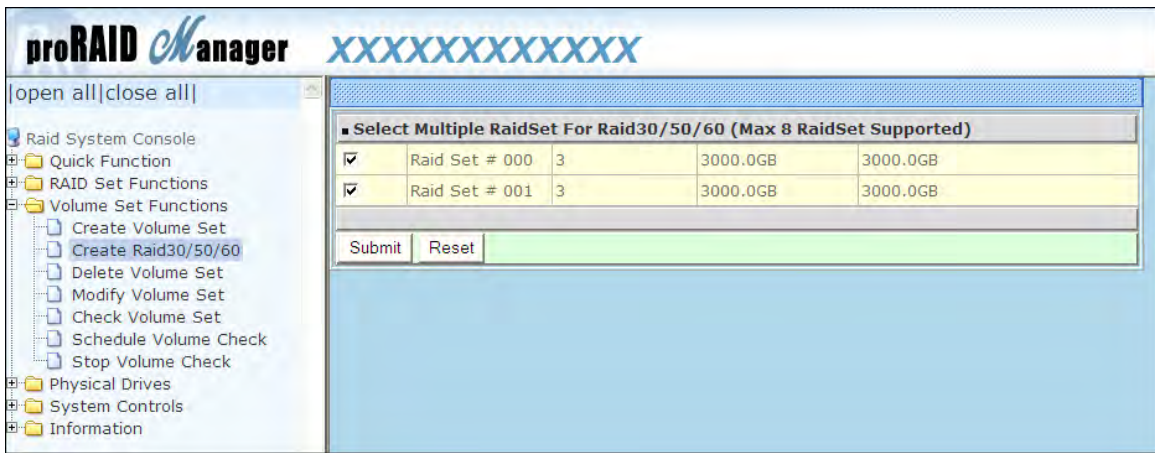 proRAID Manager XXXXXXXXXXXX
|open all|close all|
Raid System Console
Quick Function
RAID Set Functions
Volume Set Functions
Create Volume Set
Create Raid30/50/60
Delete Volume Set
Modify Volume Set
Check Volume Set
Schedule Volume Check
Stop Volume Check
Physical Drives
System Controls
Information
Select Multiple RaidSet For Raid30/50/60 (Max 8 RaidSet Supported)
Raid Set # 000 3 3000.0GB 3000.0GB
Raid Set # 001 3 3000.0GB 3000.0GB
Submit Reset